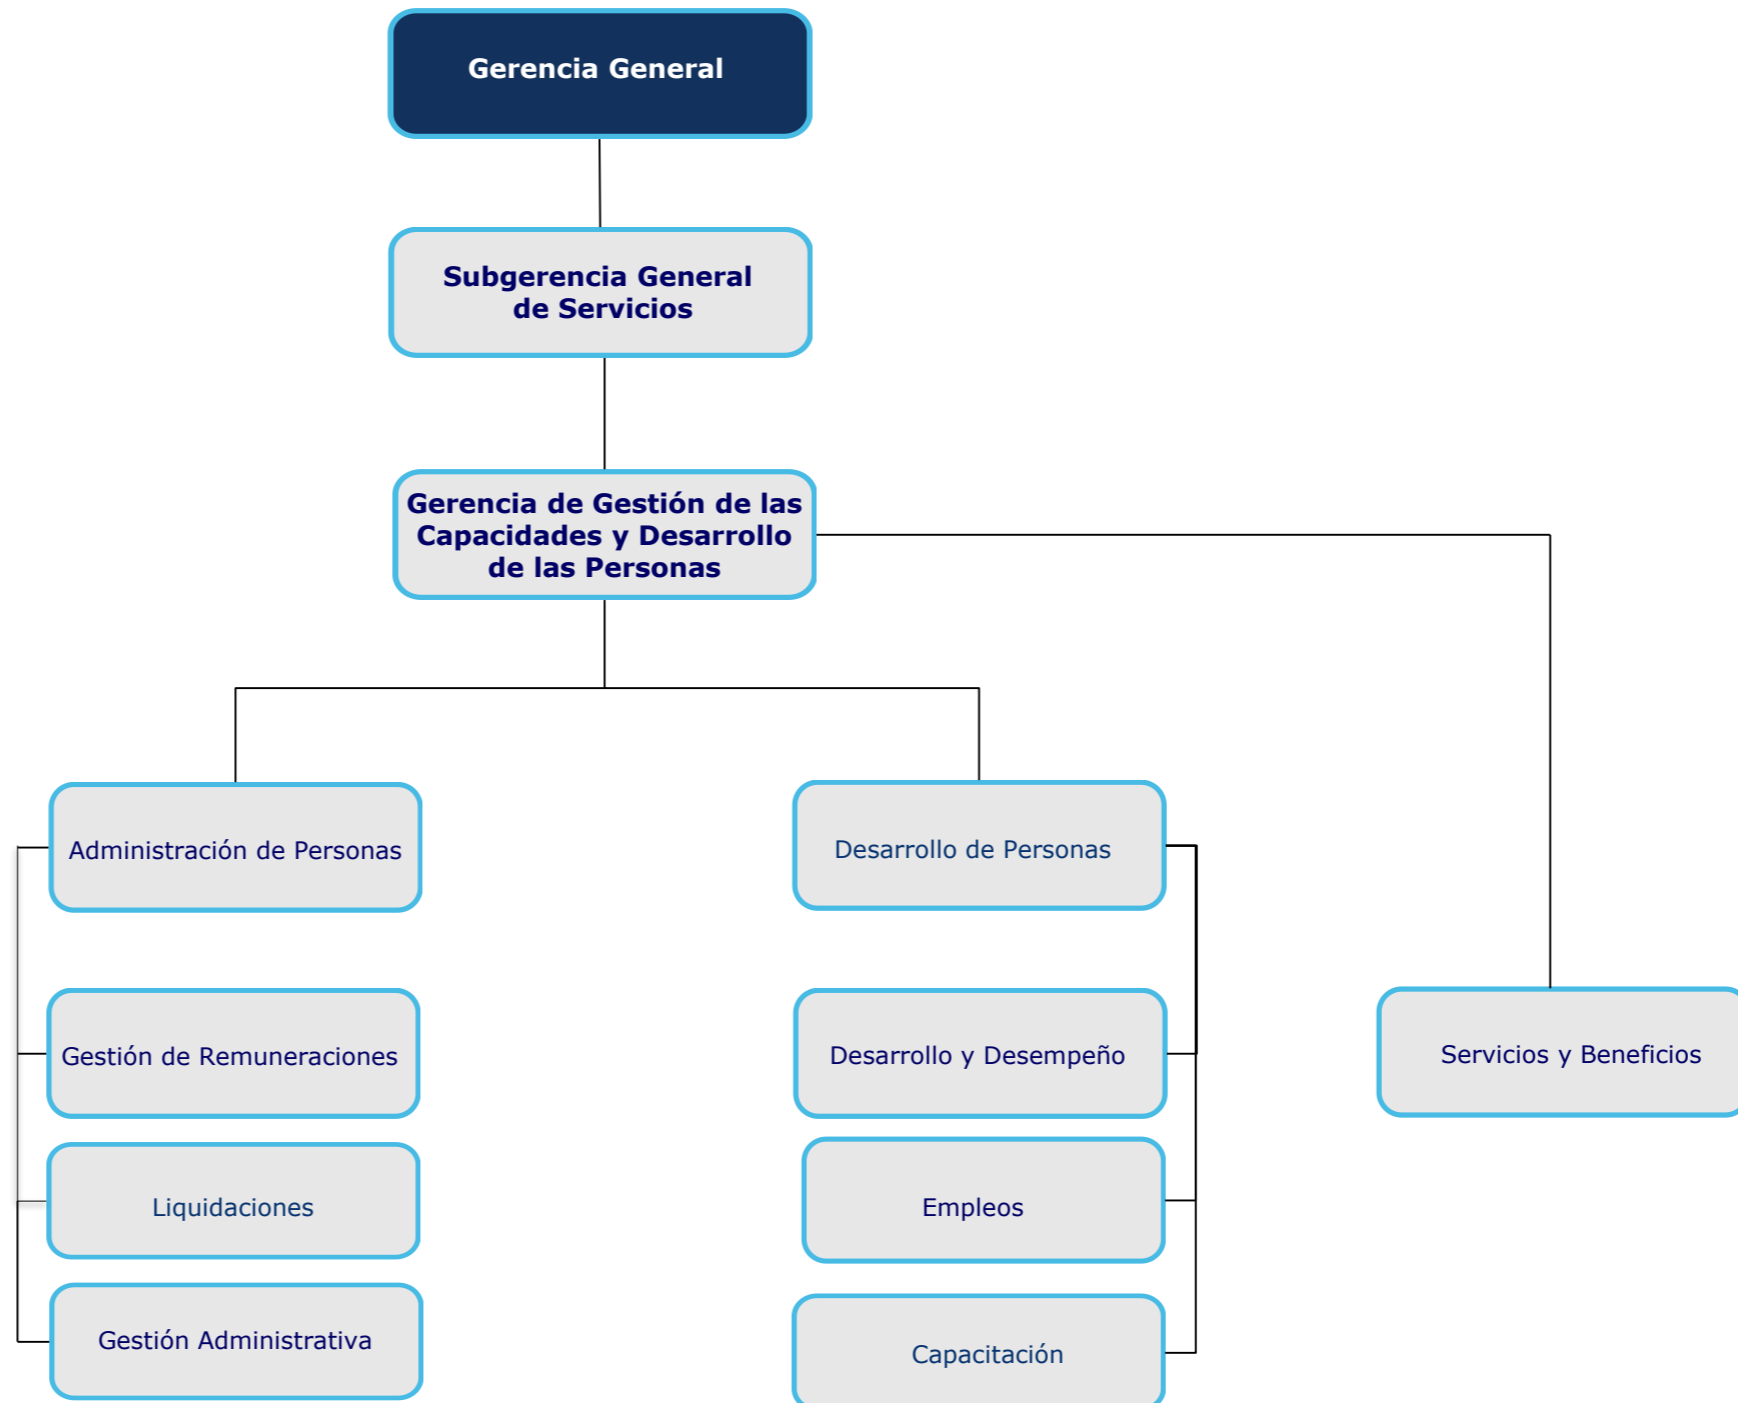 Gerencia General
Subgerencia General
de Servicios
Gerencia de Gestión de las
Capacidades y Desarrollo
de las Personas
Administración de Personas
Desarrollo de Personas
Gestión de Remuneraciones
Desarrollo y Desempeño
Servicios y Beneficios
Liquidaciones
Empleos
Gestión Administrativa
Capacitación